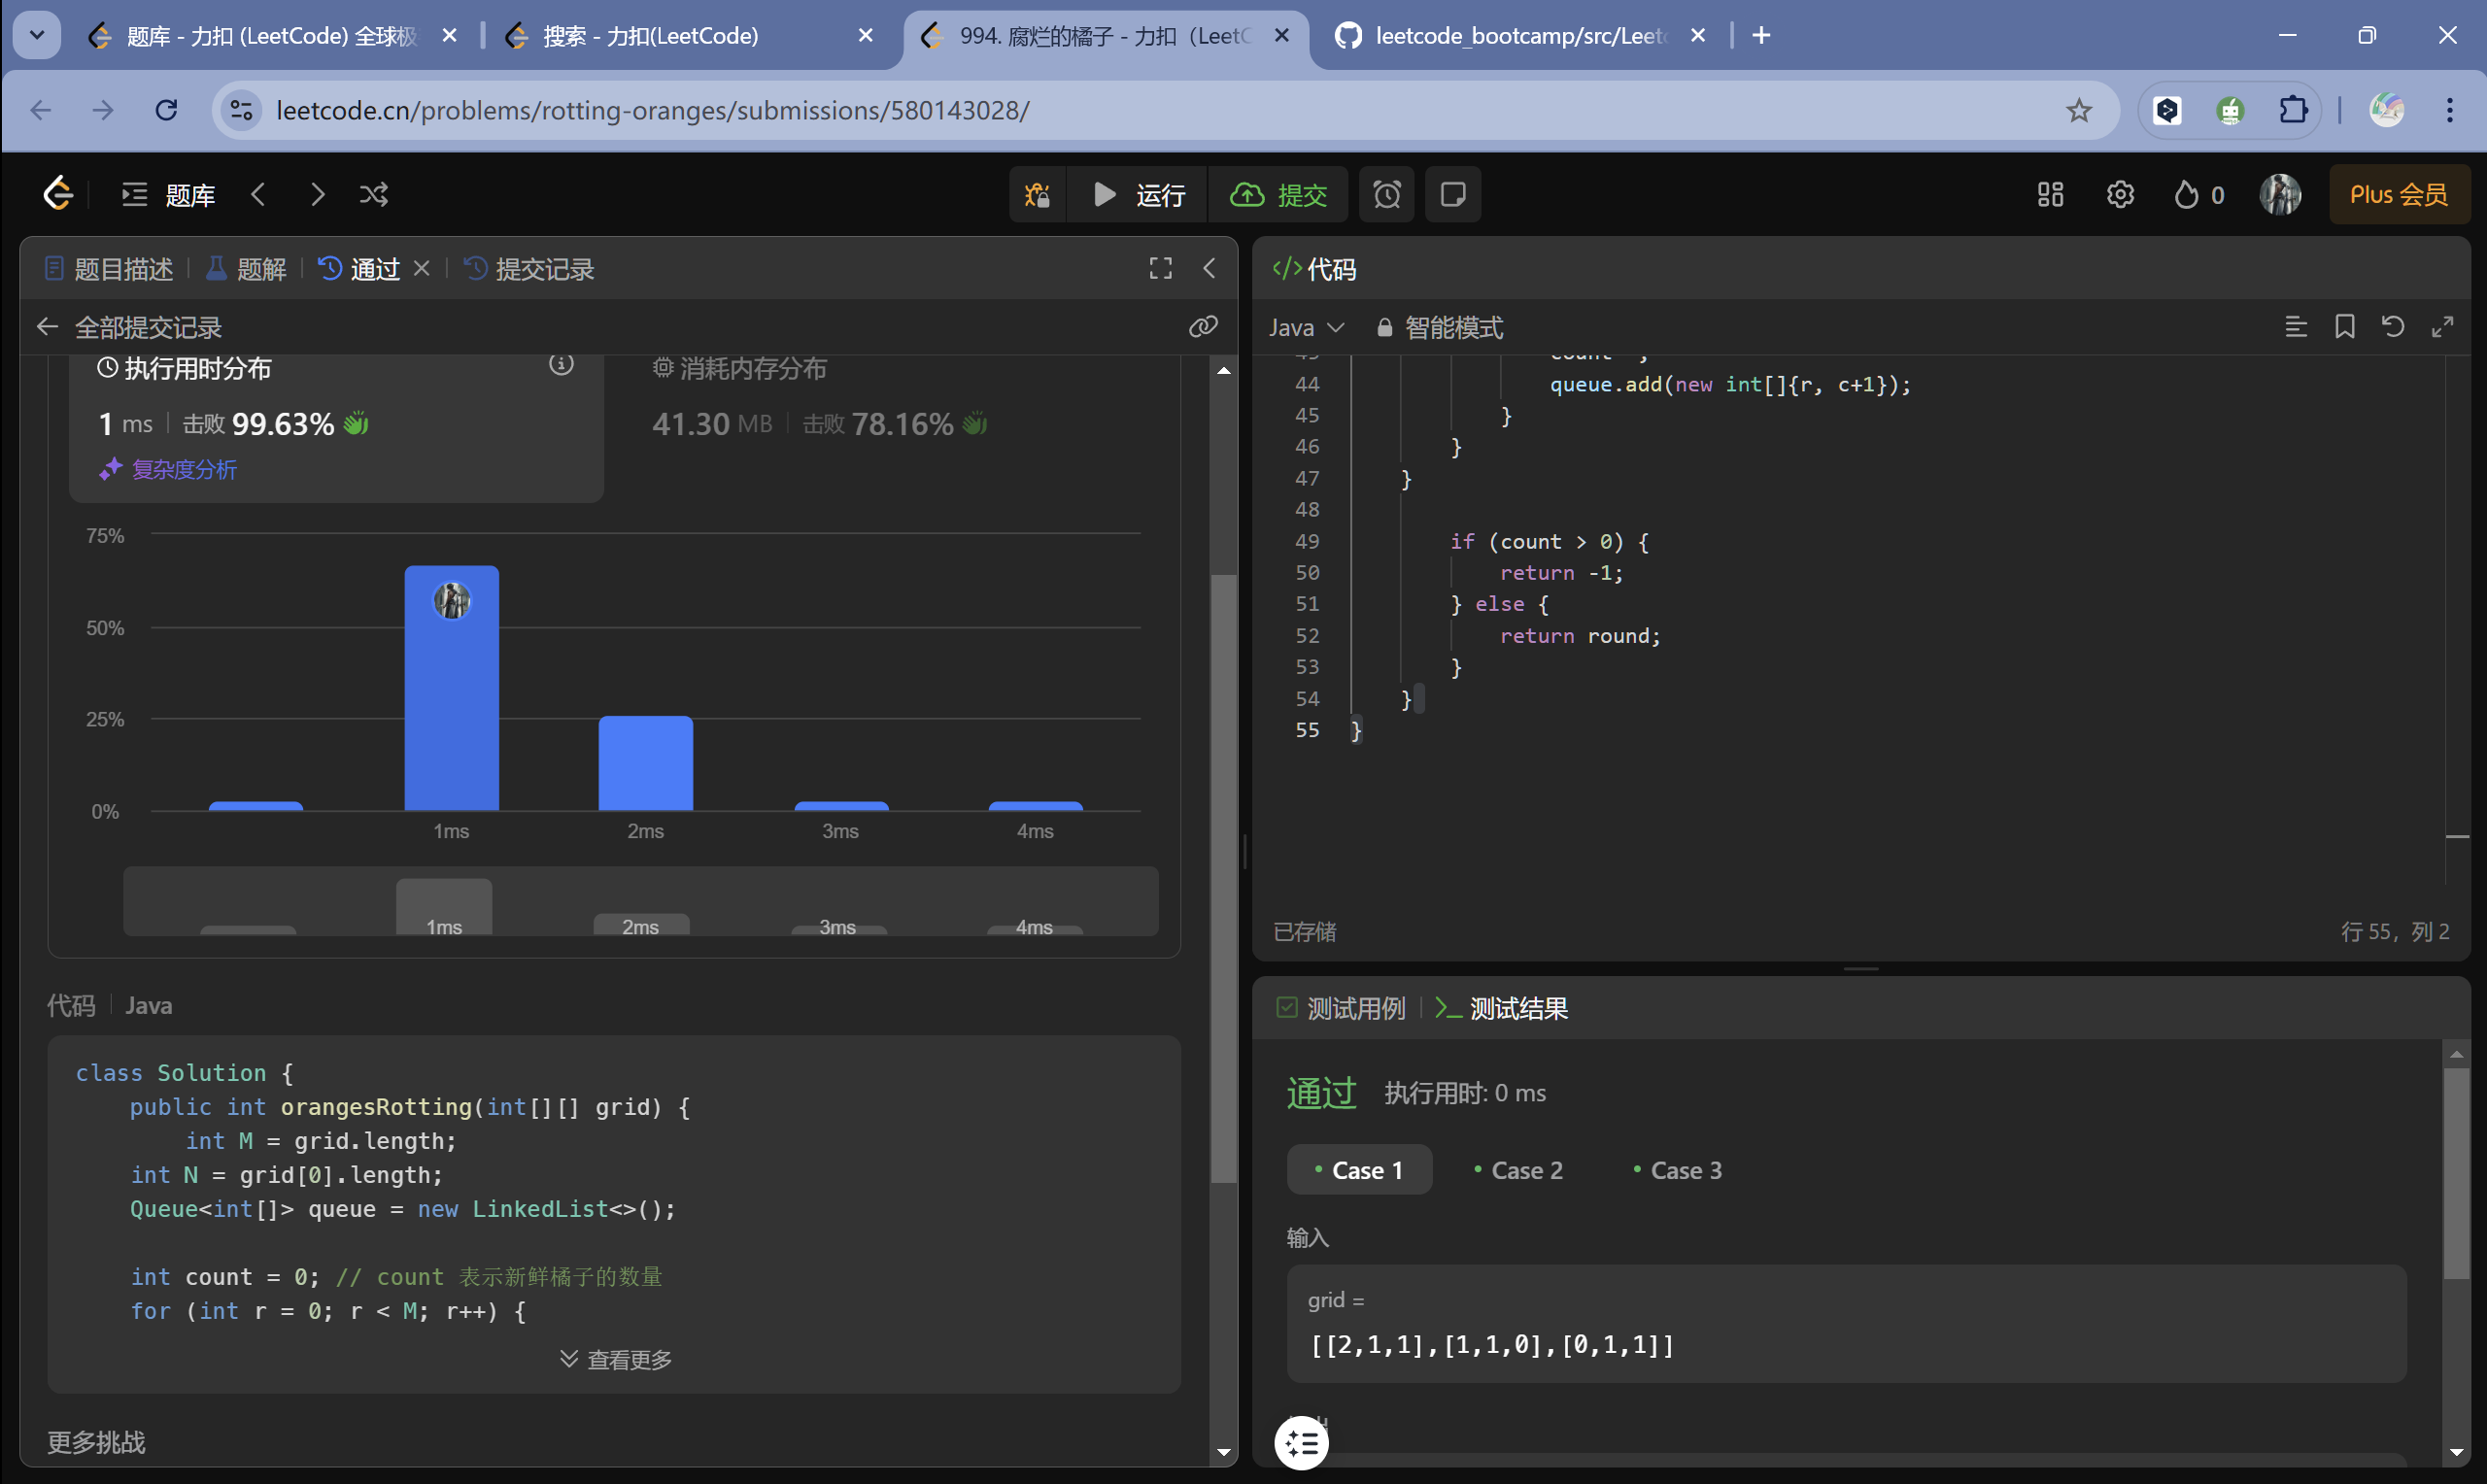 题库 - 力扣 (LeetCode) 全球极
搜索 - 力扣(LeetCode)
994. 腐烂的橘子 - 力扣（LeetC
leetcode_bootcamp/src/Leet
leetcode.cn/problems/rotting-oranges/submissions/580143028/
题库
运行
提交
0
Plus 会员
题目描述
题解
通过
提交记录
全部提交记录
执行用时分布
消耗内存分布
1 ms 击败 99.63%
41.30 MB 击败 78.16%
复杂度分析
75%
50%
25%
0%
1ms
2ms
3ms
4ms
1ms
2ms
3ms
4ms
代码 Java
class Solution {
public int orangesRotting(int[][] grid) {
int M = grid.length;
int N = grid[0].length;
Queue<int[]> queue = new LinkedList<>();
int count = 0; // count 表示新鲜橘子的数量
for (int r = 0; r < M; r++) {
查看更多
更多挑战
</> 代码
Java 智能模式
44 queue.add(new int[]{r, c+1});
45 }
46 }
47 }
48
49 if (count > 0) {
50 return -1;
51 } else {
52 return round;
53 }
54 }
55 }
已存储
行 55，列 2
测试用例
测试结果
通过 执行用时: 0 ms
Case 1
Case 2
Case 3
输入
grid =
[[2,1,1],[1,1,0],[0,1,1]]